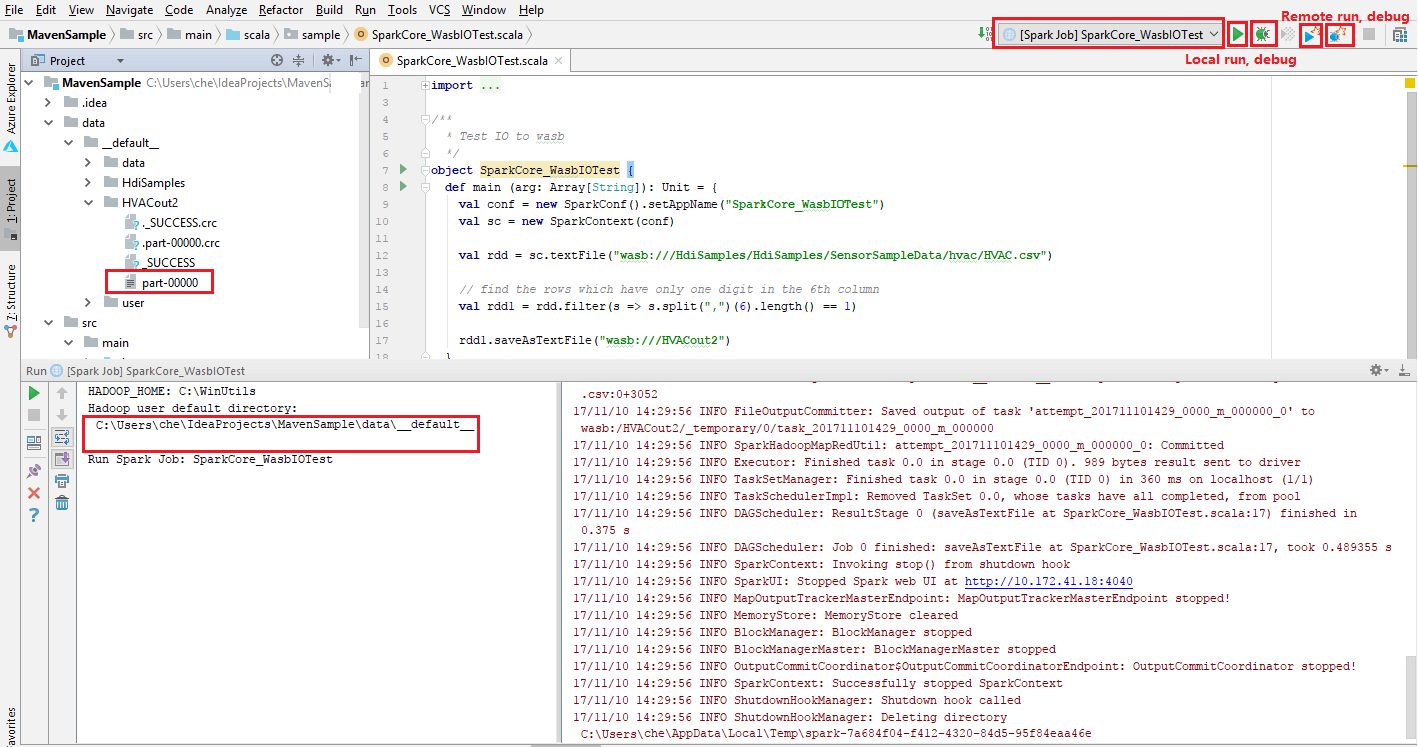 File Edit View Navigate Code Analyze Refactor Build Run Tools VCS Window Help
Remote run, debug
MavenSample src main scala sample SparkCore_WasbIOTest.scala
[Spark Job] SparkCore_WasbIOTest
Local run, debug
Project
SparkCore_WasbIOTest.scala
Azure Explorer
1: Project
7: Structure
avorites
MavenSample C:\Users\che\IdeaProjects\MavenS
.idea
data
__default__
data
HdiSamples
HVACout2
._SUCCESS.crc
.part-00000.crc
_SUCCESS
part-00000
user
src
main
1 import ...
3
4 /**
5 * Test IO to wasb
6 */
7 object SparkCore_WasbIOTest {
8 def main (arg: Array[String]): Unit = {
9 val conf = new SparkConf().setAppName("SparkCore_WasbIOTest")
10 val sc = new SparkContext(conf)
11
12 val rdd = sc.textFile("wasb:///HdiSamples/HdiSamples/SensorSampleData/hvac/HVAC.csv")
13
14 // find the rows which have only one digit in the 6th column
15 val rdd1 = rdd.filter(s => s.split(",")(6).length() == 1)
16
17 rdd1.saveAsTextFile("wasb:///HVACout2")
18 }
Run [Spark Job] SparkCore_WasbIOTest
HADOOP_HOME: C:\WinUtils
Hadoop user default directory:
C:\Users\che\IdeaProjects\MavenSample\data\__default__
Run Spark Job: SparkCore_WasbIOTest
.csv:0+3052
17/11/10 14:29:56 INFO FileOutputCommitter: Saved output of task 'attempt_201711101429_0000_m_000000_0' to
wasb:/HVACout2/_temporary/0/task_201711101429_0000_m_000000
17/11/10 14:29:56 INFO SparkHadoopMapRedUtil: attempt_201711101429_0000_m_000000_0: Committed
17/11/10 14:29:56 INFO Executor: Finished task 0.0 in stage 0.0 (TID 0). 989 bytes result sent to driver
17/11/10 14:29:56 INFO TaskSetManager: Finished task 0.0 in stage 0.0 (TID 0) in 360 ms on localhost (1/1)
17/11/10 14:29:56 INFO TaskSchedulerImpl: Removed TaskSet 0.0, whose tasks have all completed, from pool
17/11/10 14:29:56 INFO DAGScheduler: ResultStage 0 (saveAsTextFile at SparkCore_WasbIOTest.scala:17) finished in
0.375 s
17/11/10 14:29:56 INFO DAGScheduler: Job 0 finished: saveAsTextFile at SparkCore_WasbIOTest.scala:17, took 0.489355 s
17/11/10 14:29:56 INFO SparkContext: Invoking stop() from shutdown hook
17/11/10 14:29:56 INFO SparkUI: Stopped Spark web UI at http://10.172.41.18:4040
17/11/10 14:29:56 INFO MapOutputTrackerMasterEndpoint: MapOutputTrackerMasterEndpoint stopped!
17/11/10 14:29:56 INFO MemoryStore: MemoryStore cleared
17/11/10 14:29:56 INFO BlockManager: BlockManager stopped
17/11/10 14:29:56 INFO BlockManagerMaster: BlockManagerMaster stopped
17/11/10 14:29:56 INFO OutputCommitCoordinator$OutputCommitCoordinatorEndpoint: OutputCommitCoordinator stopped!
17/11/10 14:29:56 INFO SparkContext: Successfully stopped SparkContext
17/11/10 14:29:56 INFO ShutdownHookManager: Shutdown hook called
17/11/10 14:29:56 INFO ShutdownHookManager: Deleting directory
C:\Users\che\AppData\Local\Temp\spark-7a684f04-f412-4320-84d5-95f84eaa46e